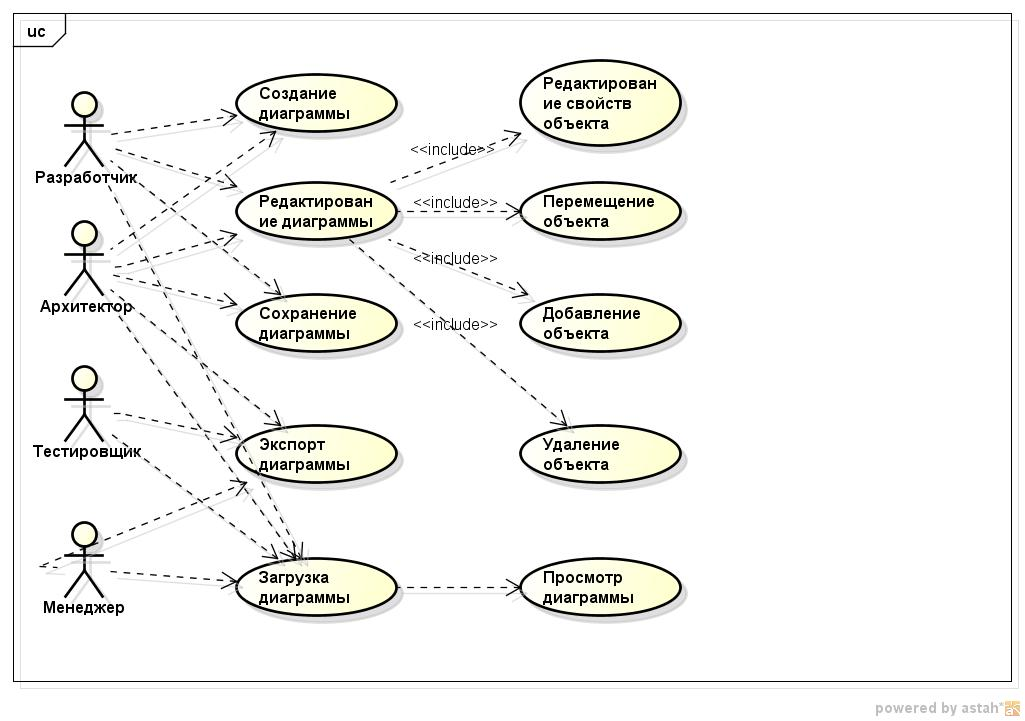 uc
Разработчик
Архитектор
Тестировщик
Менеджер
Создание
диаграммы
Редактирован
ие диаграммы
Сохранение
диаграммы
Экспорт
диаграммы
Загрузка
диаграммы
<<include>>
<<include>>
<<include>>
<<include>>
Редактирован
ие свойств
объекта
Перемещение
объекта
Добавление
объекта
Удаление
объекта
Просмотр
диаграммы
powered by astah*